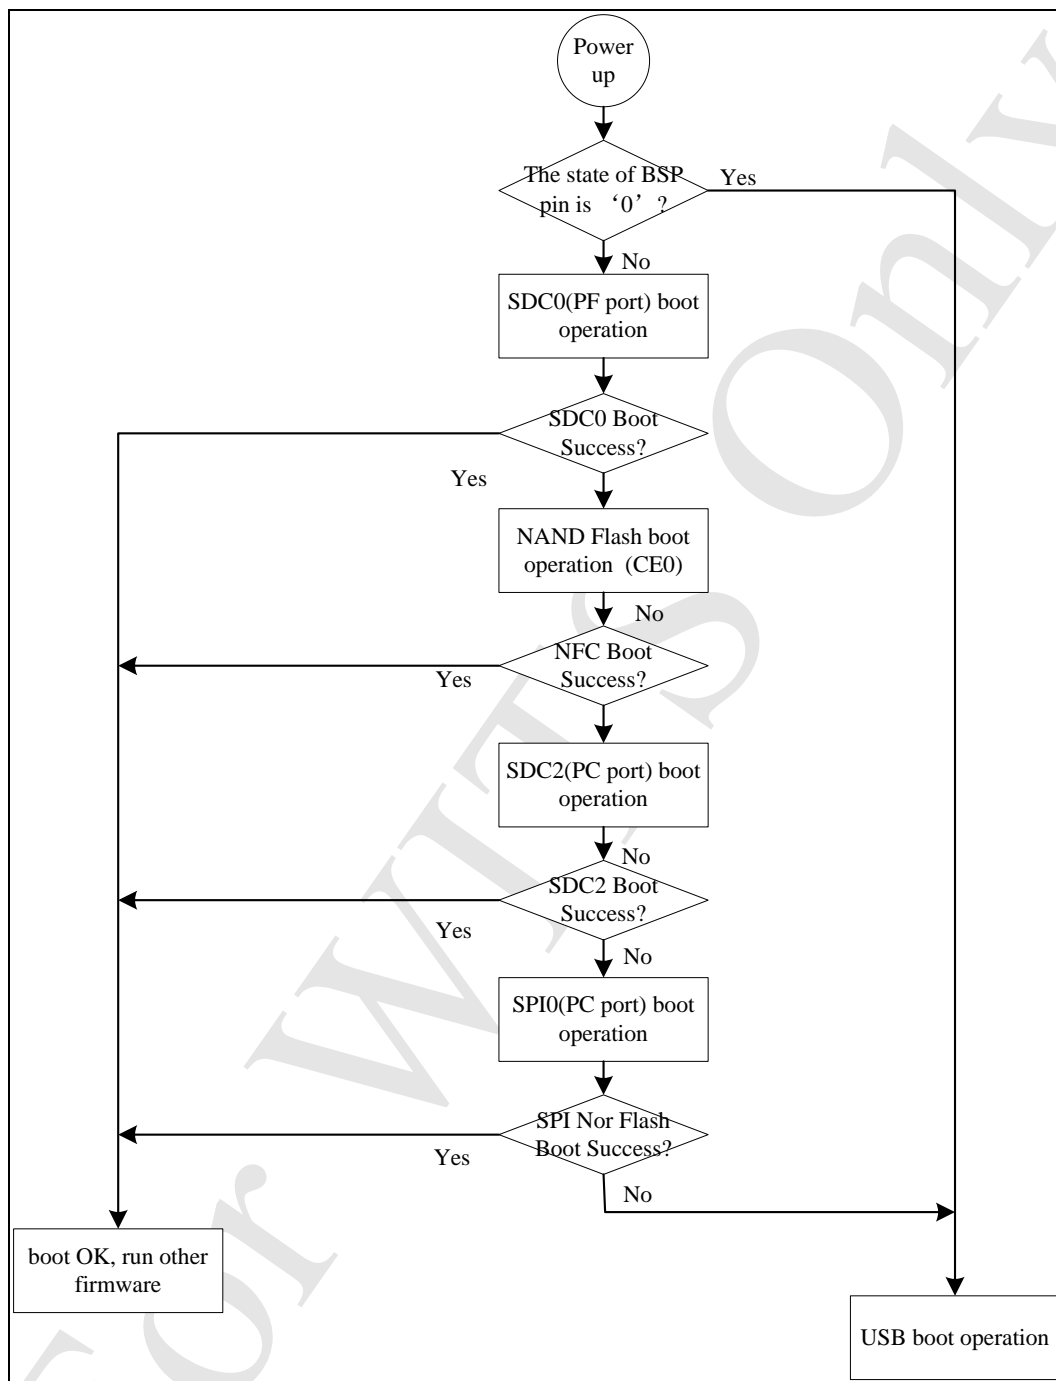 Power
up
The state of BSP
pin is ‘0’ ?
Yes
No
SDC0(PF port) boot
operation
SDC0 Boot
Success?
Yes
NAND Flash boot
operation (CE0)
No
NFC Boot
Success?
Yes
SDC2(PC port) boot
operation
No
SDC2 Boot
Success?
Yes
No
SPI0(PC port) boot
operation
SPI Nor Flash
Boot Success?
Yes
No
boot OK, run other
firmware
USB boot operation
For WITS Only